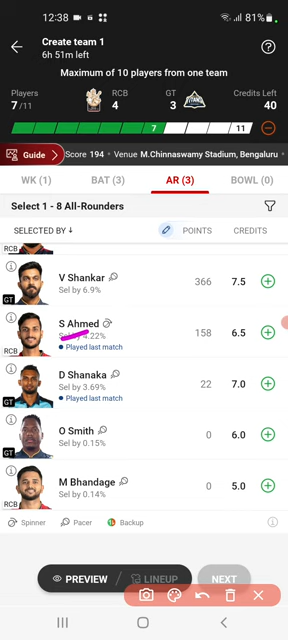 12:38
81%
Create team 1
6h 51m left
Maximum of 10 players from one team
Players
7 /11
RCB
4
GT
3
TITANS
Credits Left
40
7
11
Guide
Score 194 • Venue M.Chinnaswamy Stadium, Bengaluru •
WK (1)
BAT (3)
AR (3)
BOWL (0)
Select 1 - 8 All-Rounders
SELECTED BY ↓
POINTS
CREDITS
RCB
V Shankar
Sel by 6.9%
366
7.5
GT
S Ahmed
Sel by 4.22%
Played last match
158
6.5
RCB
D Shanaka
Sel by 3.69%
Played last match
22
7.0
GT
O Smith
Sel by 0.15%
0
6.0
GT
M Bhandage
Sel by 0.14%
0
5.0
RCB
Spinner
Pacer
Backup
PREVIEW
LINEUP
NEXT